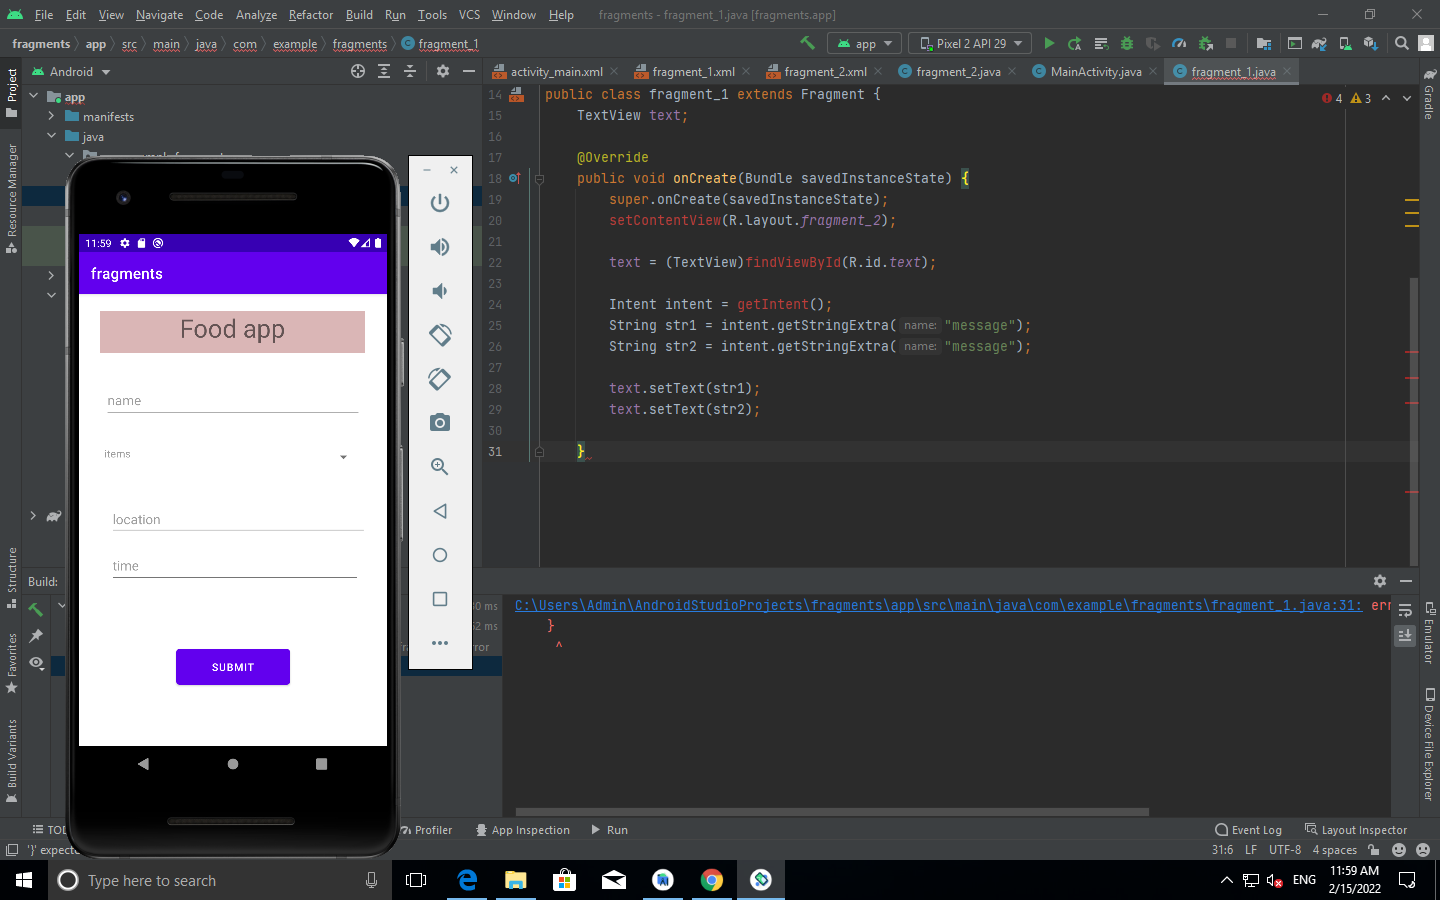 File Edit View Navigate Code Analyze Refactor Build Run Tools VCS Window Help fragments - fragment_1.java [fragments.app]
fragments app src main java com example fragments fragment_1 app Pixel 2 API 29
Project
Android
activity_main.xml fragment_1.xml fragment_2.xml fragment_2.java MainActivity.java fragment_1.java
app
manifests
java
Resource Manager
Structure
Favorites
Build Variants
Gradle
Emulator
Device File Explorer
4 3
14 public class fragment_1 extends Fragment {
15 TextView text;
16
17 @Override
18 public void onCreate(Bundle savedInstanceState) {
19 super.onCreate(savedInstanceState);
20 setContentView(R.layout.fragment_2);
21
22 text = (TextView)findViewById(R.id.text);
23
24 Intent intent = getIntent();
25 String str1 = intent.getStringExtra( name: "message");
26 String str2 = intent.getStringExtra( name: "message");
27
28 text.setText(str1);
29 text.setText(str2);
30
31 }
11:59
fragments
Food app
name
items
location
time
SUBMIT
Build:
ms
ms
C:\Users\Admin\AndroidStudioProjects\fragments\app\src\main\java\com\example\fragments\fragment_1.java:31: err
}
^
TOD Profiler App Inspection Run Event Log Layout Inspector
'}' expecte 31:6 LF UTF-8 4 spaces
Type here to search ENG 11:59 AM
2/15/2022